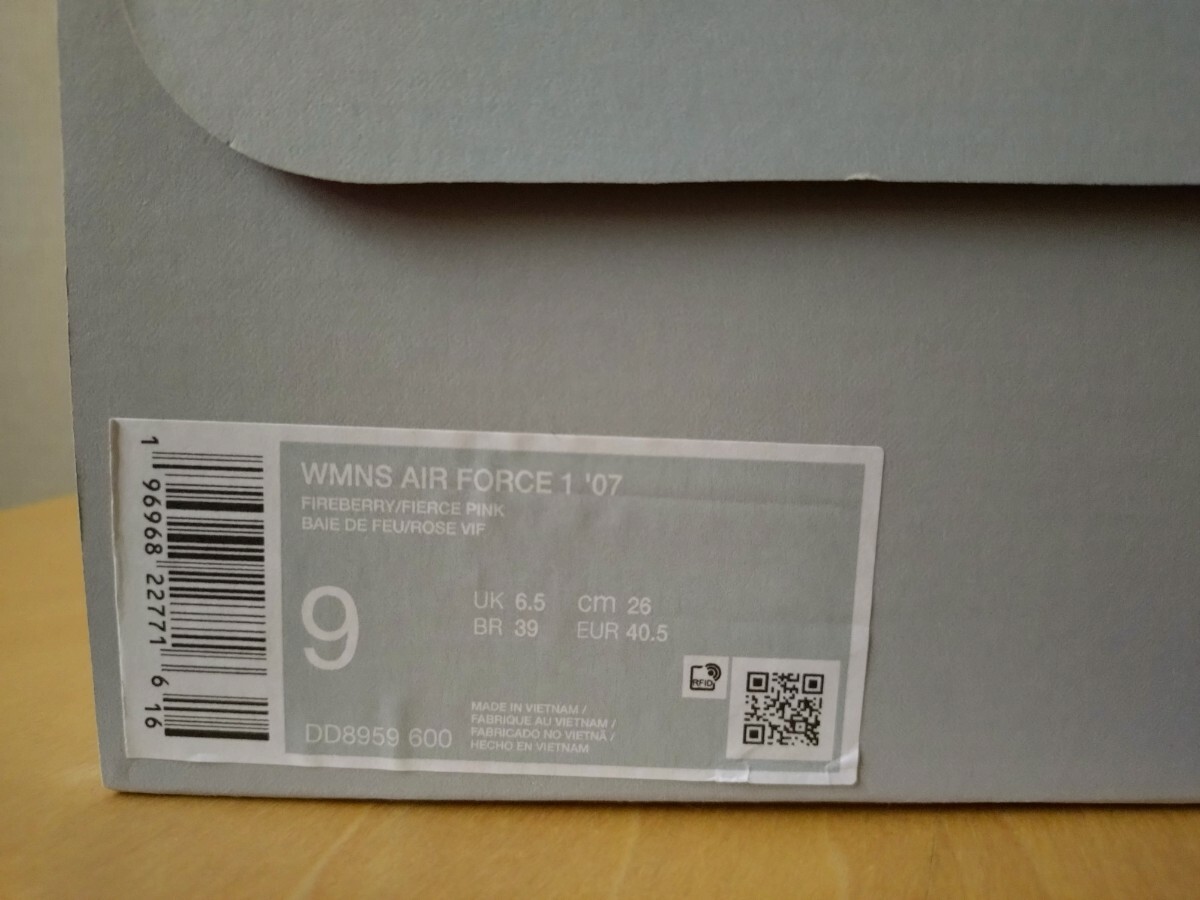 WMNS AIR FORCE 1 '07
FIREBERRY/FIERCE PINK
BAIE DE FEU/ROSE VIF
9
UK 6.5 cm 26
BR 39 EUR 40.5
RFID
DD8959 600
MADE IN VIETNAM /
FABRIQUE AU VIETNAM /
FABRICADO NO VIETNÃ /
HECHO EN VIETNAM
1 96968 22771 6 16